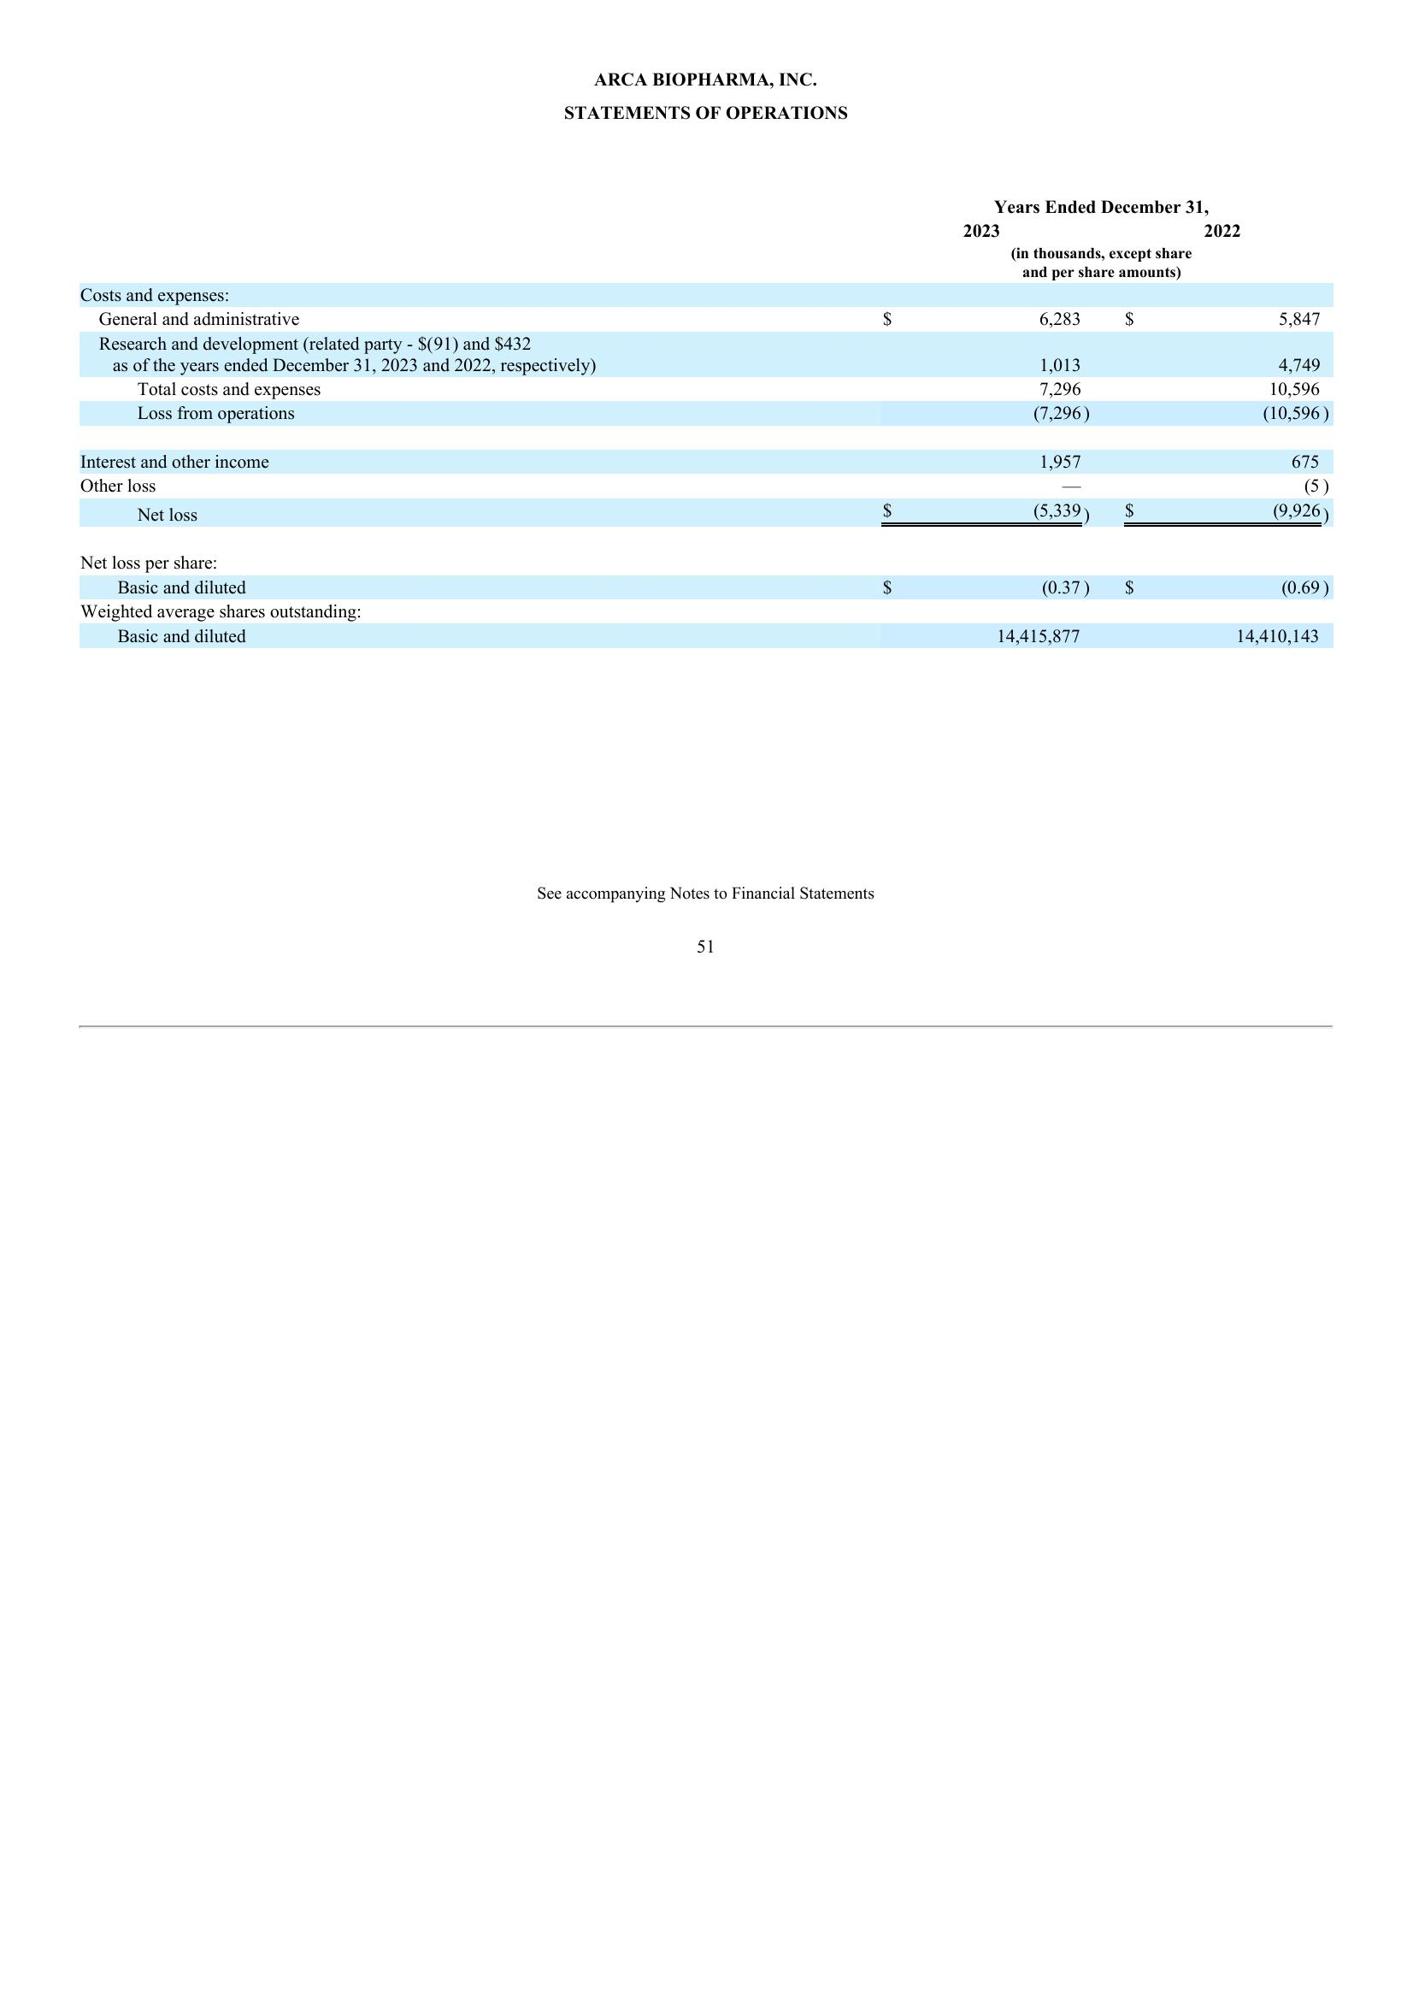 ARCA BIOPHARMA, INC.
STATEMENTS OF OPERATIONS
Years Ended December 31,
2023 2022
(in thousands, except share
and per share amounts)
Costs and expenses:
General and administrative $ 6,283 $ 5,847
Research and development (related party - $(91) and $432
as of the years ended December 31, 2023 and 2022, respectively) 1,013 4,749
Total costs and expenses 7,296 10,596
Loss from operations (7,296 ) (10,596 )
Interest and other income 1,957 675
Other loss — (5 )
Net loss $ (5,339 ) $ (9,926 )
Net loss per share:
Basic and diluted $ (0.37 ) $ (0.69 )
Weighted average shares outstanding:
Basic and diluted 14,415,877 14,410,143
See accompanying Notes to Financial Statements
51